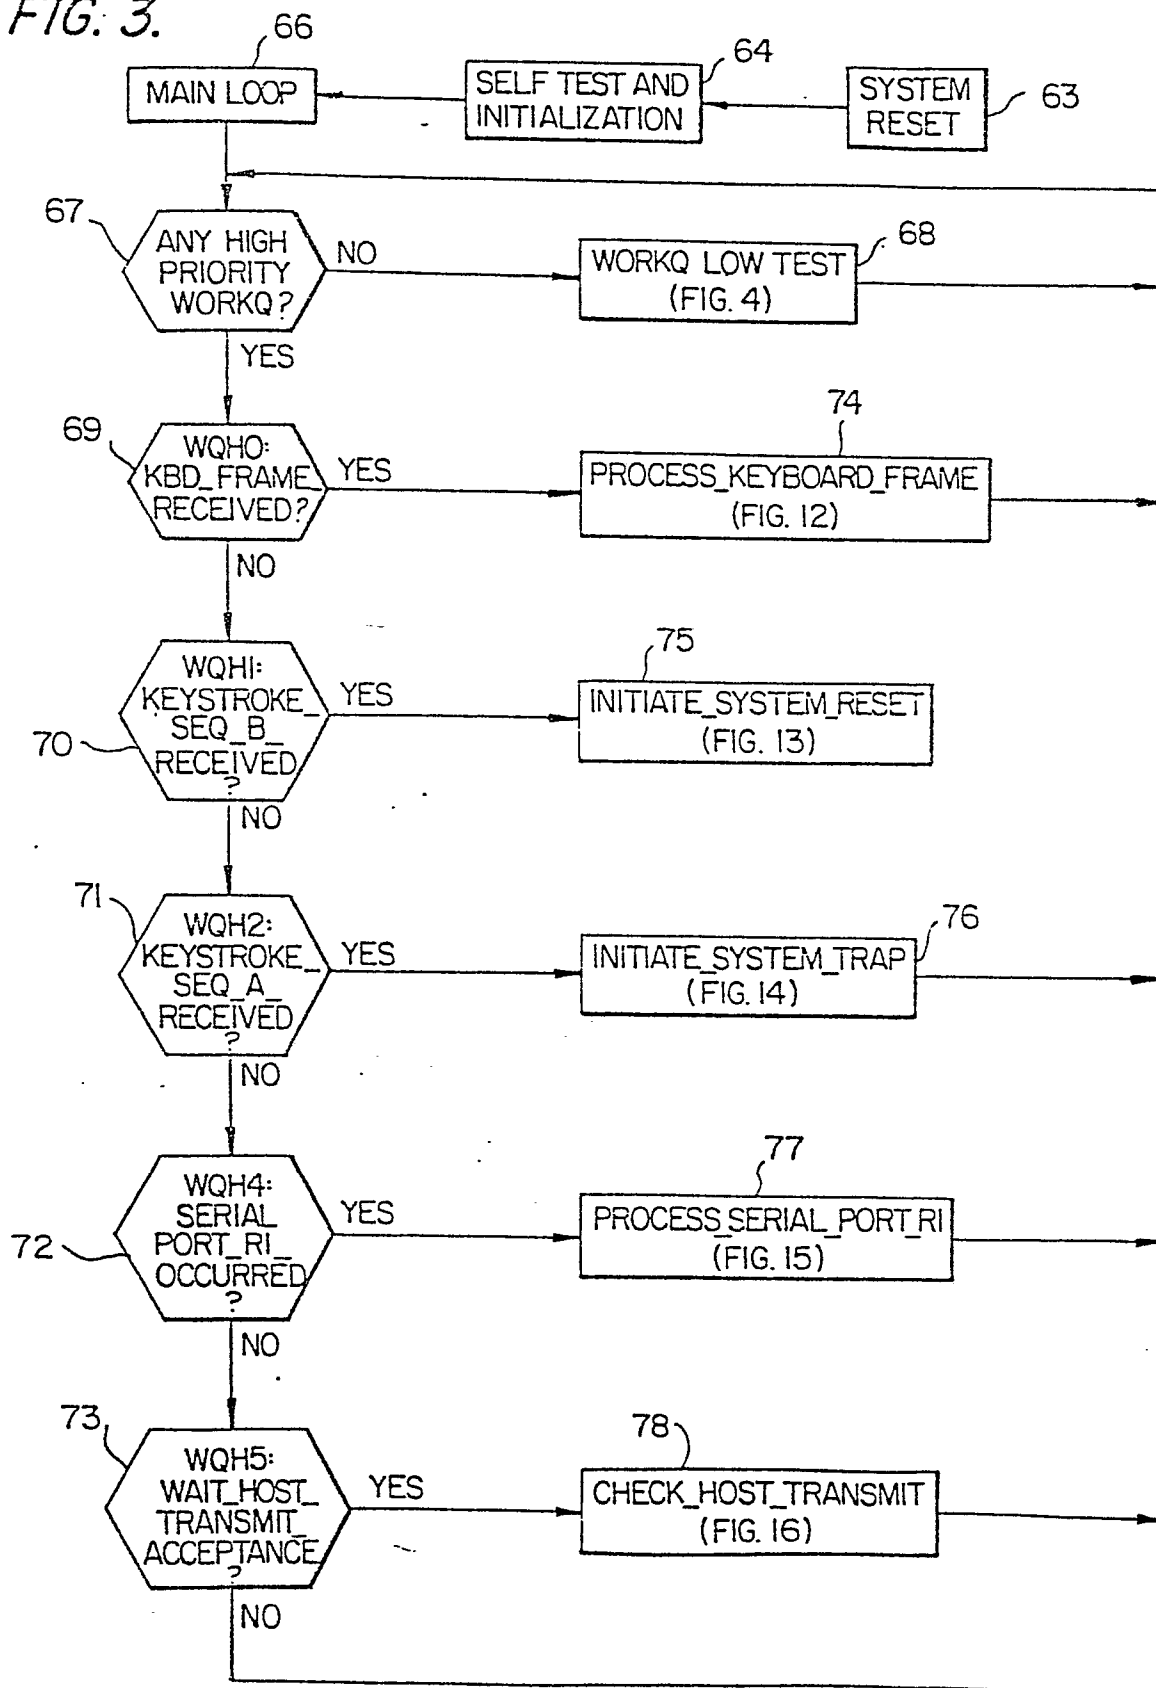 FIG. 3.
66
MAIN LOOP
64
SELF TEST AND
INITIALIZATION
SYSTEM
RESET
63
67
ANY HIGH
PRIORITY
WORKQ?
NO
68
WORKQ LOW TEST
(FIG. 4)
YES
69
WQH0:
KBD_FRAME_
RECEIVED?
YES
74
PROCESS_KEYBOARD_FRAME
(FIG. 12)
NO
70
WQH1:
KEYSTROKE_
SEQ_B_
RECEIVED
?
YES
75
INITIATE_SYSTEM_RESET
(FIG. 13)
NO
71
WQH2:
KEYSTROKE_
SEQ_A_
RECEIVED
?
YES
76
INITIATE_SYSTEM_TRAP
(FIG. 14)
NO
72
WQH4:
SERIAL
PORT_RI_
OCCURRED
?
YES
77
PROCESS_SERIAL_PORT_RI
(FIG. 15)
NO
73
WQH5:
WAIT_HOST_
TRANSMIT_
ACCEPTANCE
?
YES
78
CHECK_HOST_TRANSMIT
(FIG. 16)
NO